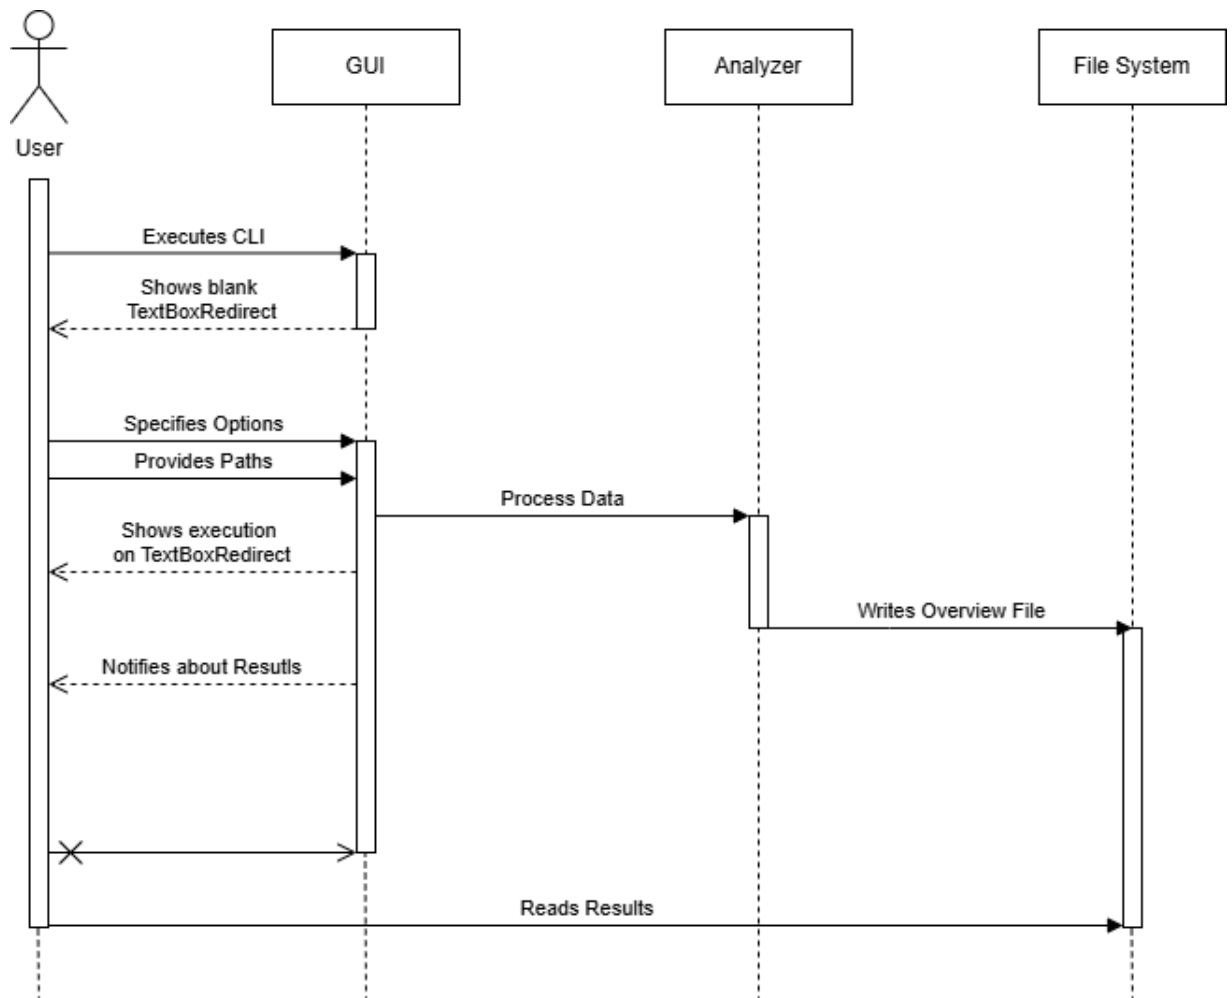 GUI
Analyzer
File System
User
Executes CLI
Shows blank
TextBoxRedirect
Specifies Options
Provides Paths
Process Data
Shows execution
on TextBoxRedirect
Writes Overview File
Notifies about Resutls
Reads Results